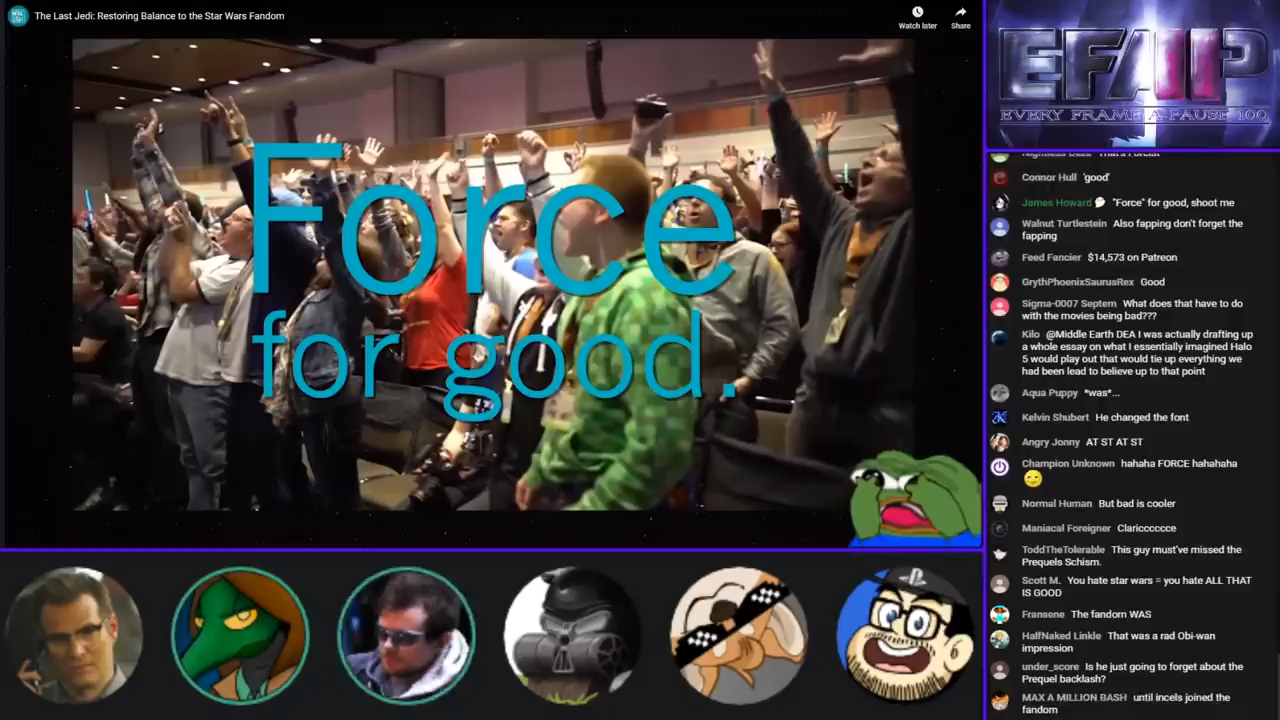 The Last Jedi: Restoring Balance to the Star Wars Fandom
Watch later
Share
Force
for good.
EFAP
EVERY FRAME A PAUSE 100
Connor Hull 'good'
James Howard "Force" for good, shoot me
Walnut Turtlestein Also fapping don't forget the
fapping
Feed Fancier $14,573 on Patreon
GrythPhoenixSaurusRex Good
Sigma-0007 Septem What does that have to do
with the movies being bad???
Kilo @Middle Earth DEA I was actually drafting up
a whole essay on what I essentially imagined Halo
5 would play out that would tie up everything we
had been lead to believe up to that point
Aqua Puppy *was*...
Kelvin Shubert He changed the font
Angry Jonny AT ST AT ST
Champion Unknown hahaha FORCE hahahaha
Normal Human But bad is cooler
Maniacal Foreigner Clariccccce
ToddTheTolerable This guy must've missed the
Prequels Schism.
Scott M. You hate star wars = you hate ALL THAT
IS GOOD
Fransene The fandom WAS
HalfNaked Linkle That was a rad Obi-wan
impression
under_score Is he just going to forget about the
Prequel backlash?
MAX A MILLION BASH until incels joined the
fandom